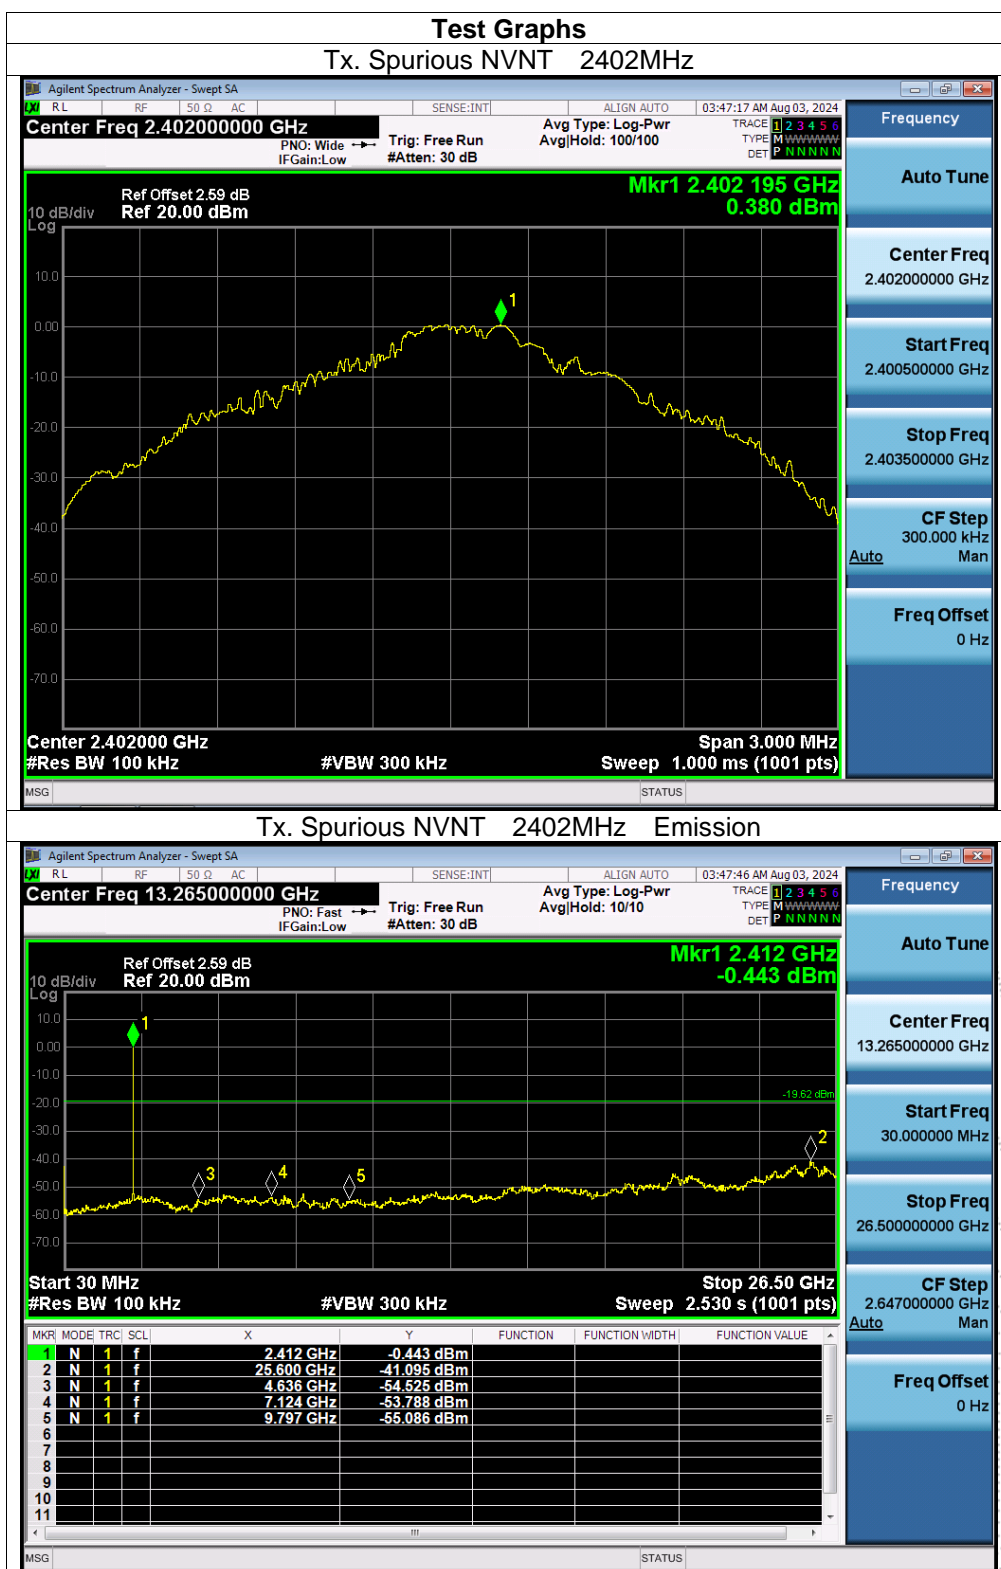 Test Graphs
Tx. Spurious NVNT 2402MHz
Agilent Spectrum Analyzer - Swept SA
LXI RL RF 50 Ω AC SENSE:INT ALIGN AUTO 03:47:17 AM Aug 03, 2024
Center Freq 2.402000000 GHz
PNO: Wide
IFGain:Low
Trig: Free Run
#Atten: 30 dB
Avg Type: Log-Pwr
Avg|Hold: 100/100
TRACE 1 2 3 4 5 6
TYPE M WWWWW
DET P N N N N N
Frequency
Ref Offset 2.59 dB
10 dB/div Ref 20.00 dBm
Log
Mkr1 2.402 195 GHz
0.380 dBm
10.0
0.00
-10.0
-20.0
-30.0
-40.0
-50.0
-60.0
-70.0
1
Center 2.402000 GHz
Span 3.000 MHz
#Res BW 100 kHz
#VBW 300 kHz
Sweep 1.000 ms (1001 pts)
Auto Tune
Center Freq
2.402000000 GHz
Start Freq
2.400500000 GHz
Stop Freq
2.403500000 GHz
CF Step
300.000 kHz
Auto Man
Freq Offset
0 Hz
MSG STATUS
Tx. Spurious NVNT 2402MHz Emission
Agilent Spectrum Analyzer - Swept SA
LXI RL RF 50 Ω AC SENSE:INT ALIGN AUTO 03:47:46 AM Aug 03, 2024
Center Freq 13.265000000 GHz
PNO: Fast
IFGain:Low
Trig: Free Run
#Atten: 30 dB
Avg Type: Log-Pwr
Avg|Hold: 10/10
TRACE 1 2 3 4 5 6
TYPE M WWWWW
DET P N N N N N
Frequency
Ref Offset 2.59 dB
10 dB/div Ref 20.00 dBm
Log
Mkr1 2.412 GHz
-0.443 dBm
10.0
0.00
-10.0
-20.0
-30.0
-40.0
-50.0
-60.0
-70.0
1
-19.62 dBm
2
3
4
5
Start 30 MHz
Stop 26.50 GHz
#Res BW 100 kHz
#VBW 300 kHz
Sweep 2.530 s (1001 pts)
MKR MODE TRC SCL X Y FUNCTION FUNCTION WIDTH FUNCTION VALUE
1 N 1 f 2.412 GHz -0.443 dBm
2 N 1 f 25.600 GHz -41.095 dBm
3 N 1 f 4.636 GHz -54.525 dBm
4 N 1 f 7.124 GHz -53.788 dBm
5 N 1 f 9.797 GHz -55.086 dBm
6
7
8
9
10
11
Auto Tune
Center Freq
13.265000000 GHz
Start Freq
30.000000 MHz
Stop Freq
26.500000000 GHz
CF Step
2.647000000 GHz
Auto Man
Freq Offset
0 Hz
MSG STATUS